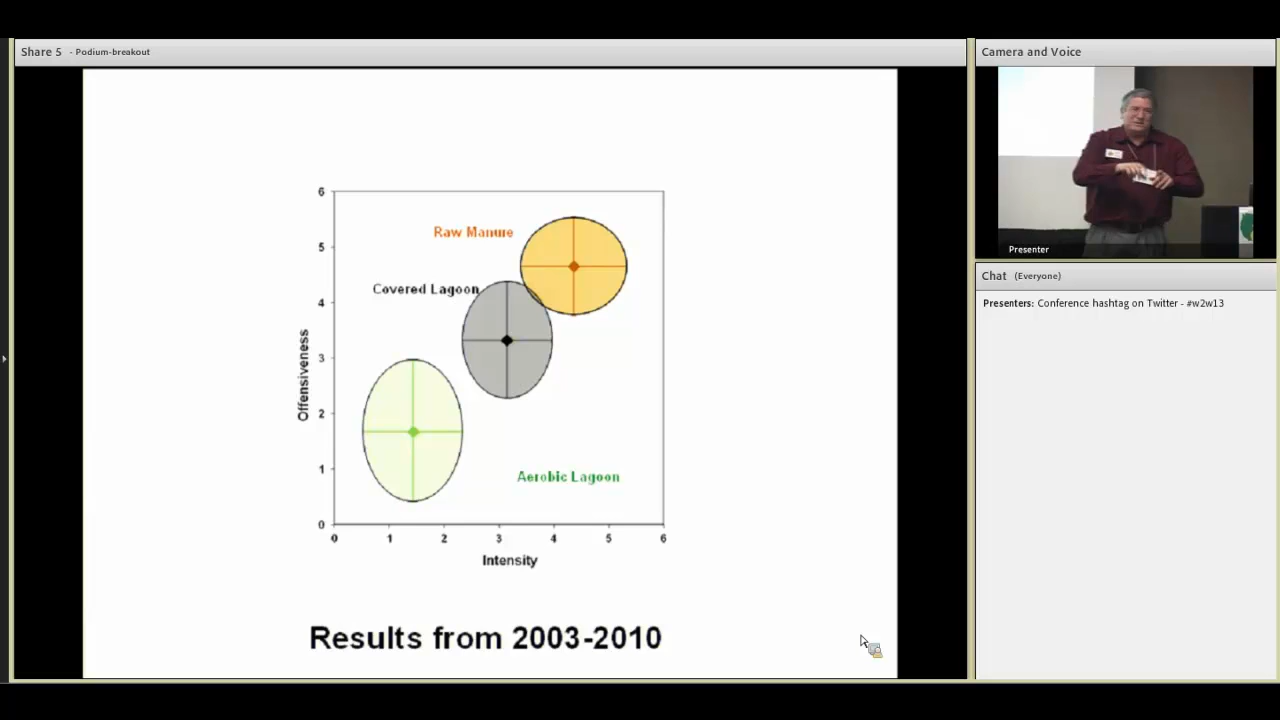 Share 5 - Podium-breakout
6
Raw Manure
5
Covered Lagoon
4
3
Offensiveness
2
1
Aerobic Lagoon
0
0 1 2 3 4 5 6
Intensity
Results from 2003-2010
Camera and Voice
Presenter
Chat (Everyone)
Presenters: Conference hashtag on Twitter - #w2w13